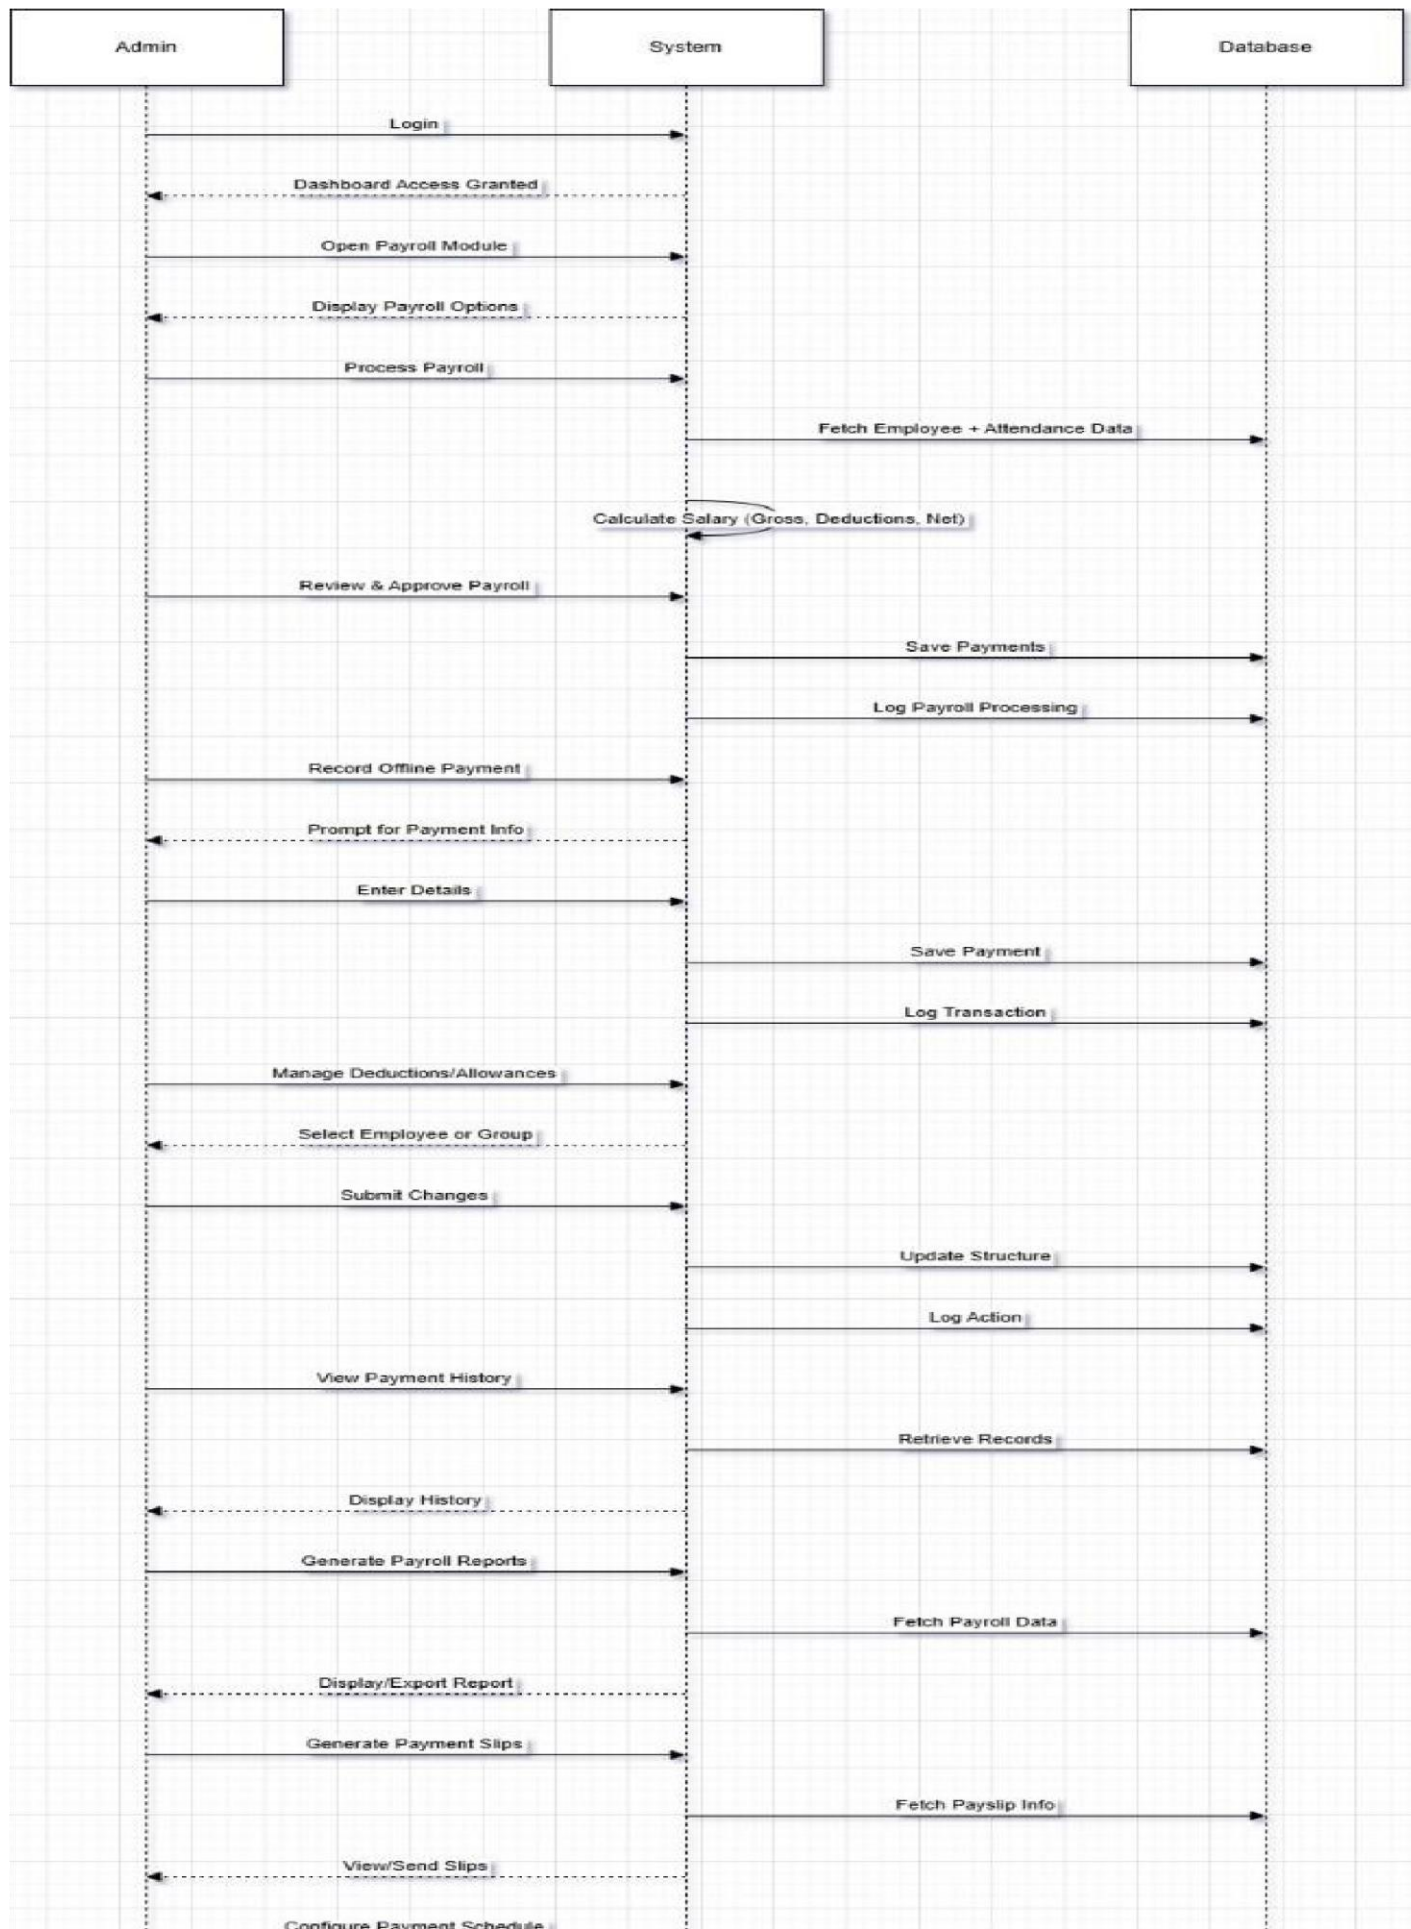 Admin
System
Database
Login
Dashboard Access Granted
Open Payroll Module
Display Payroll Options
Process Payroll
Fetch Employee + Attendance Data
Calculate Salary (Gross, Deductions, Net)
Review & Approve Payroll
Save Payments
Log Payroll Processing
Record Offline Payment
Prompt for Payment Info
Enter Details
Save Payment
Log Transaction
Manage Deductions/Allowances
Select Employee or Group
Submit Changes
Update Structure
Log Action
View Payment History
Retrieve Records
Display History
Generate Payroll Reports
Fetch Payroll Data
Display/Export Report
Generate Payment Slips
Fetch Payslip Info
View/Send Slips
Configure Payment Schedule